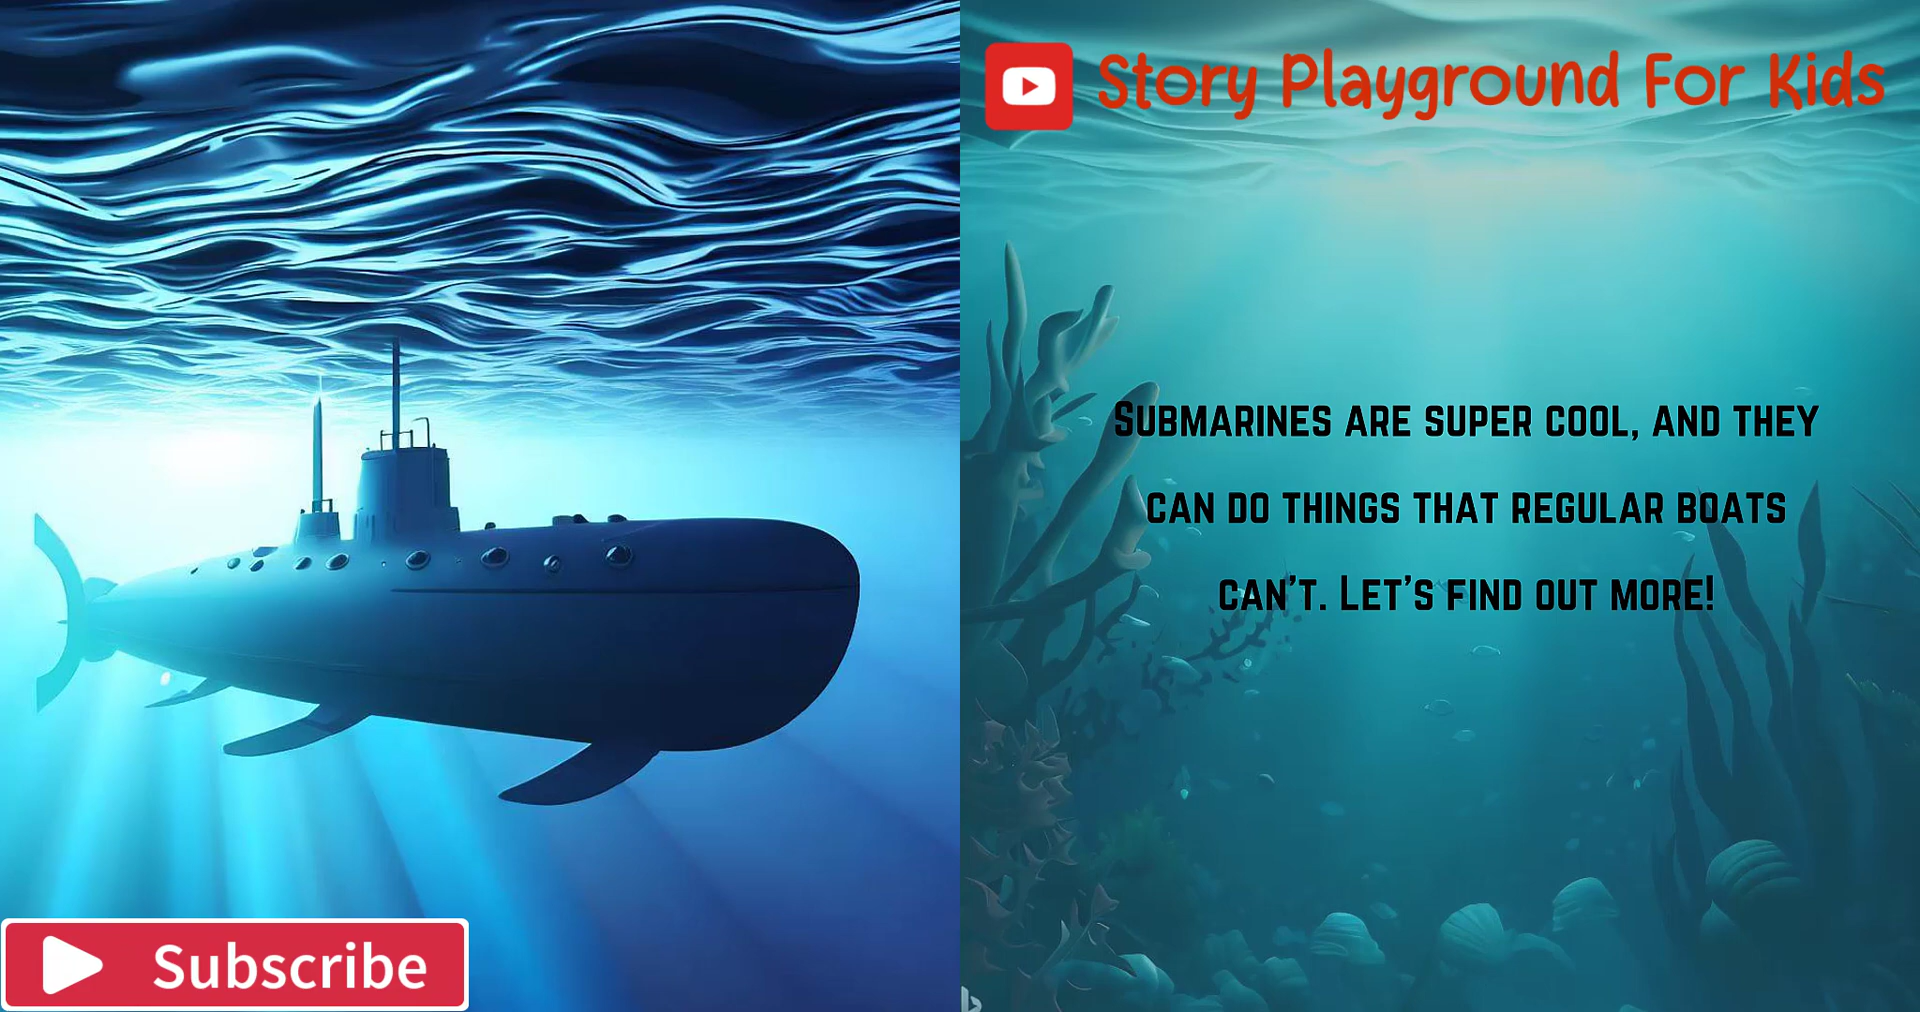 Story Playground For Kids
Submarines are super cool, and they
can do things that regular boats
can't. Let's find out more!
Subscribe